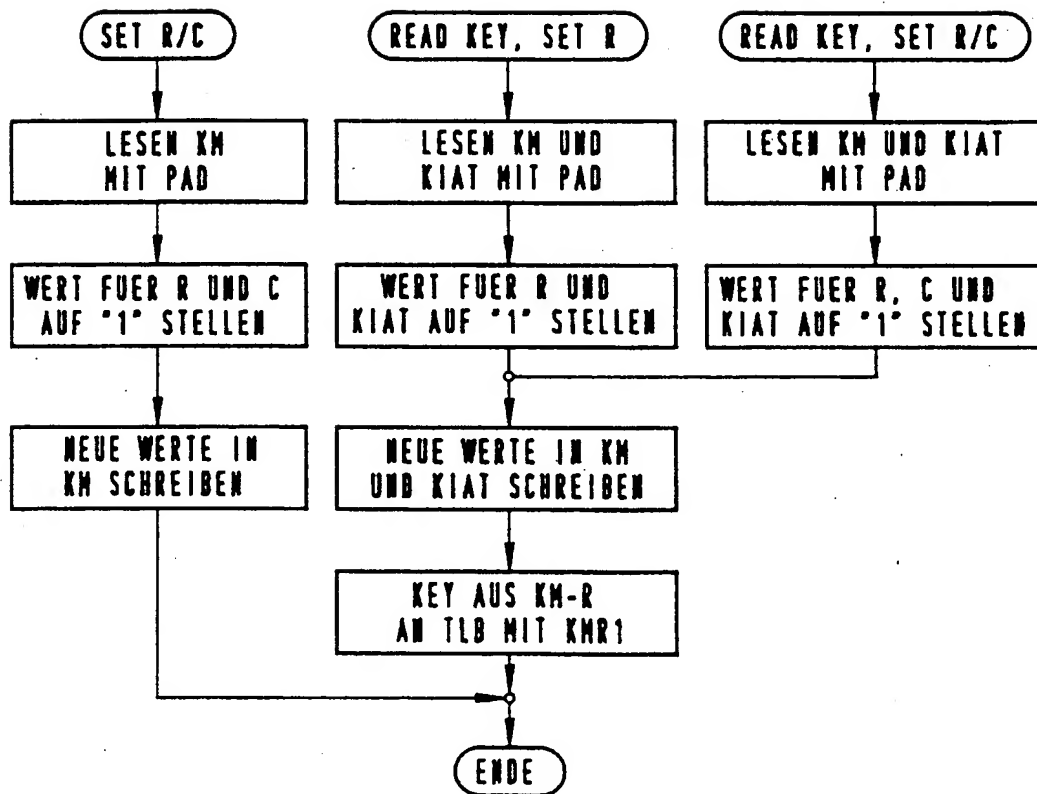 SET R/C
READ KEY, SET R
READ KEY, SET R/C
LESEN KM
MIT PAD
LESEN KM UND
KIAT MIT PAD
LESEN KM UND KIAT
MIT PAD
WERT FUER R UND C
AUF "1" STELLEN
WERT FUER R UND
KIAT AUF "1" STELLEN
WERT FUER R, C UND
KIAT AUF "1" STELLEN
NEUE WERTE IN
KM SCHREIBEN
NEUE WERTE IN KM
UND KIAT SCHREIBEN
KEY AUS KM-R
AN TLB MIT KMR1
ENDE